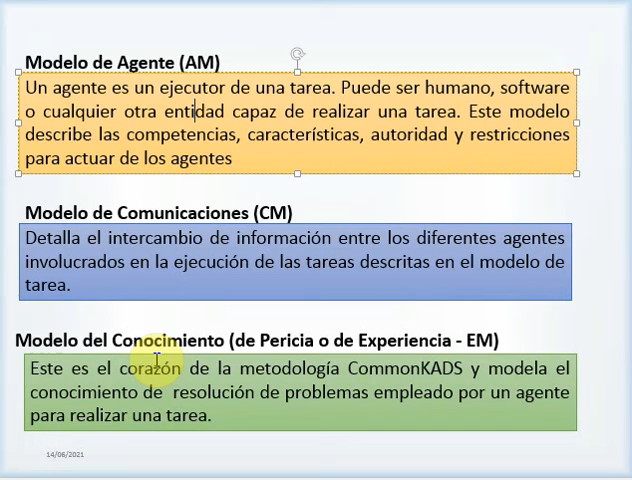 Modelo de Agente (AM)
Un agente es un ejecutor de una tarea. Puede ser humano, software
o cualquier otra entidad capaz de realizar una tarea. Este modelo
describe las competencias, características, autoridad y restricciones
para actuar de los agentes
Modelo de Comunicaciones (CM)
Detalla el intercambio de información entre los diferentes agentes
involucrados en la ejecución de las tareas descritas en el modelo de
tarea.
Modelo del Conocimiento (de Pericia o de Experiencia - EM)
Este es el corazón de la metodología CommonKADS y modela el
conocimiento de resolución de problemas empleado por un agente
para realizar una tarea.
14/06/2021